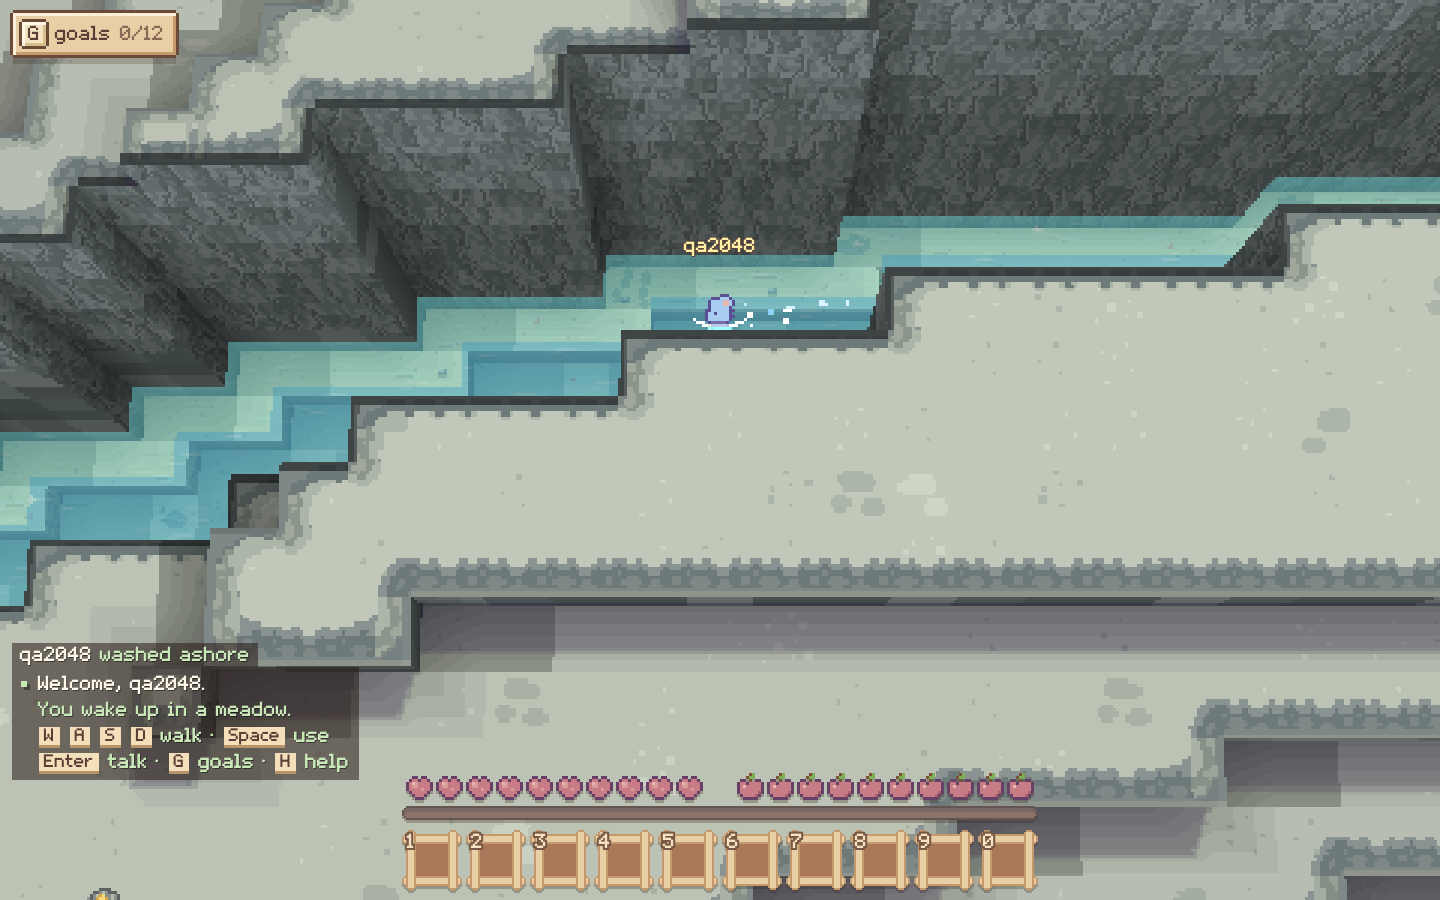 G goals 0/12
qa2048
qa2048 washed ashore
Welcome, qa2048.
You wake up in a meadow.
W A S D walk · Space use
Enter talk · G goals · H help
1 2 3 4 5 6 7 8 9 0